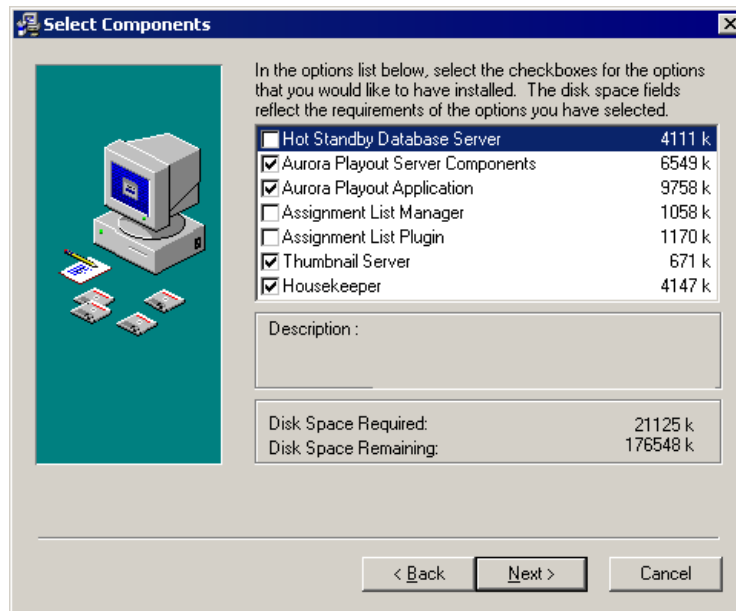 Select Components
In the options list below, select the checkboxes for the options
that you would like to have installed. The disk space fields
reflect the requirements of the options you have selected.
Hot Standby Database Server 4111 k
Aurora Playout Server Components 6549 k
Aurora Playout Application 9758 k
Assignment List Manager 1058 k
Assignment List Plugin 1170 k
Thumbnail Server 671 k
Housekeeper 4147 k
Description :
Disk Space Required: 21125 k
Disk Space Remaining: 176548 k
< Back Next > Cancel